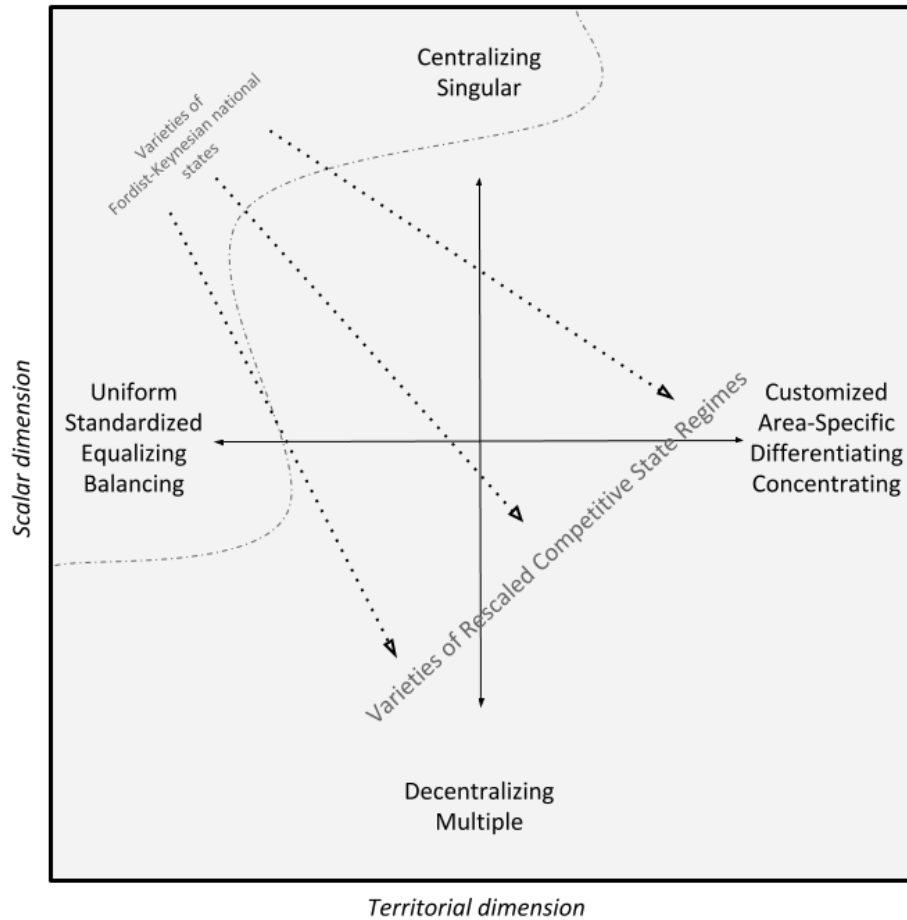 Centralizing
Singular
Varieties of
Fordist-Keynesian national
states
Scalar dimension
Uniform
Standardized
Equalizing
Balancing
Customized
Area-Specific
Differentiating
Concentrating
Varieties of Rescaled Competitive State Regimes
Decentralizing
Multiple
Territorial dimension